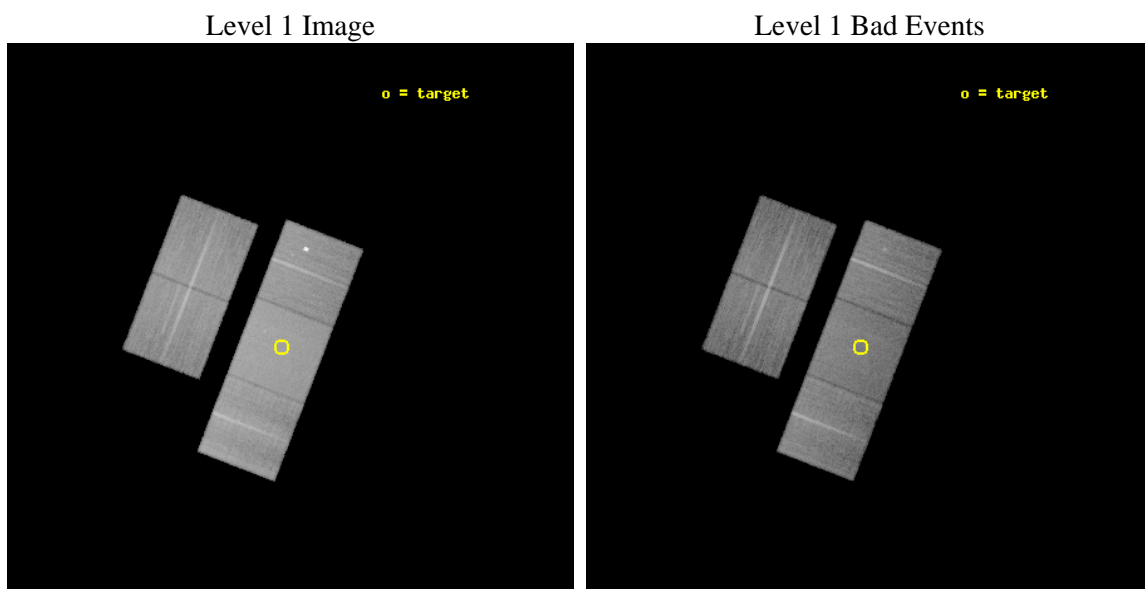 Level 1 Image
Level 1 Bad Events
o = target
o = target